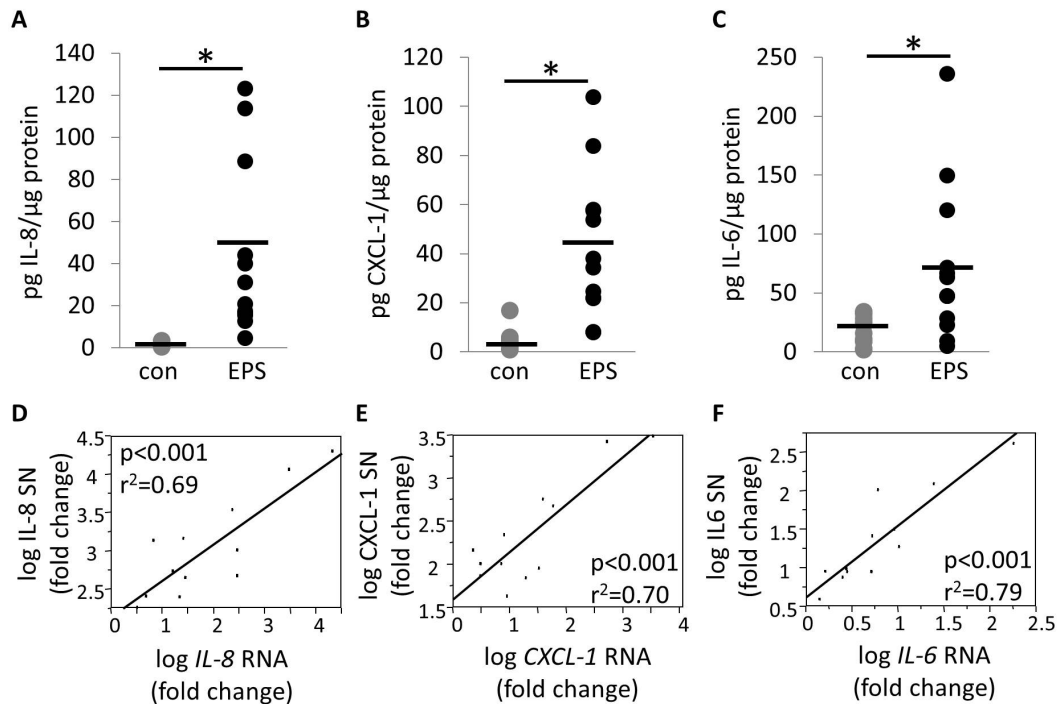 A
pg IL-8/µg protein
140
120
100
80
60
40
20
0
*
con EPS
B
pg CXCL-1/µg protein
120
100
80
60
40
20
0
*
con EPS
C
pg IL-6/µg protein
250
200
150
100
50
0
*
con EPS
D
log IL-8 SN
(fold change)
4.5
4
3.5
3
2.5
p<0.001
r²=0.69
0 1 2 3 4
log IL-8 RNA
(fold change)
E
log CXCL-1 SN
(fold change)
3.5
3
2.5
2
1.5
p<0.001
r²=0.70
0 1 2 3 4
log CXCL-1 RNA
(fold change)
F
log IL6 SN
(fold change)
2.5
2
1.5
1
0.5
p<0.001
r²=0.79
0 0.5 1 1.5 2 2.5
log IL-6 RNA
(fold change)